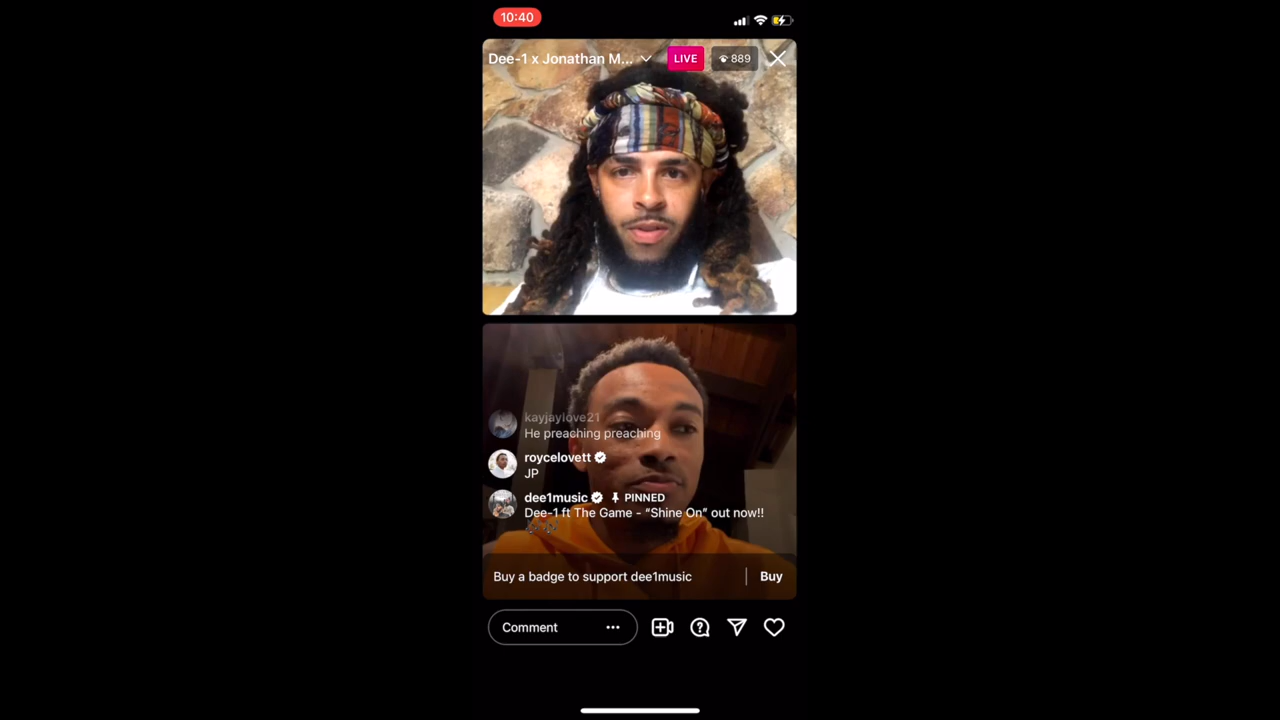 10:40
Dee-1 x Jonathan M...
LIVE
889
kayjaylove21
He preaching preaching
roycelovett
JP
dee1music PINNED
Dee-1 ft The Game - “Shine On” out now!!
Buy a badge to support dee1music
Buy
Comment